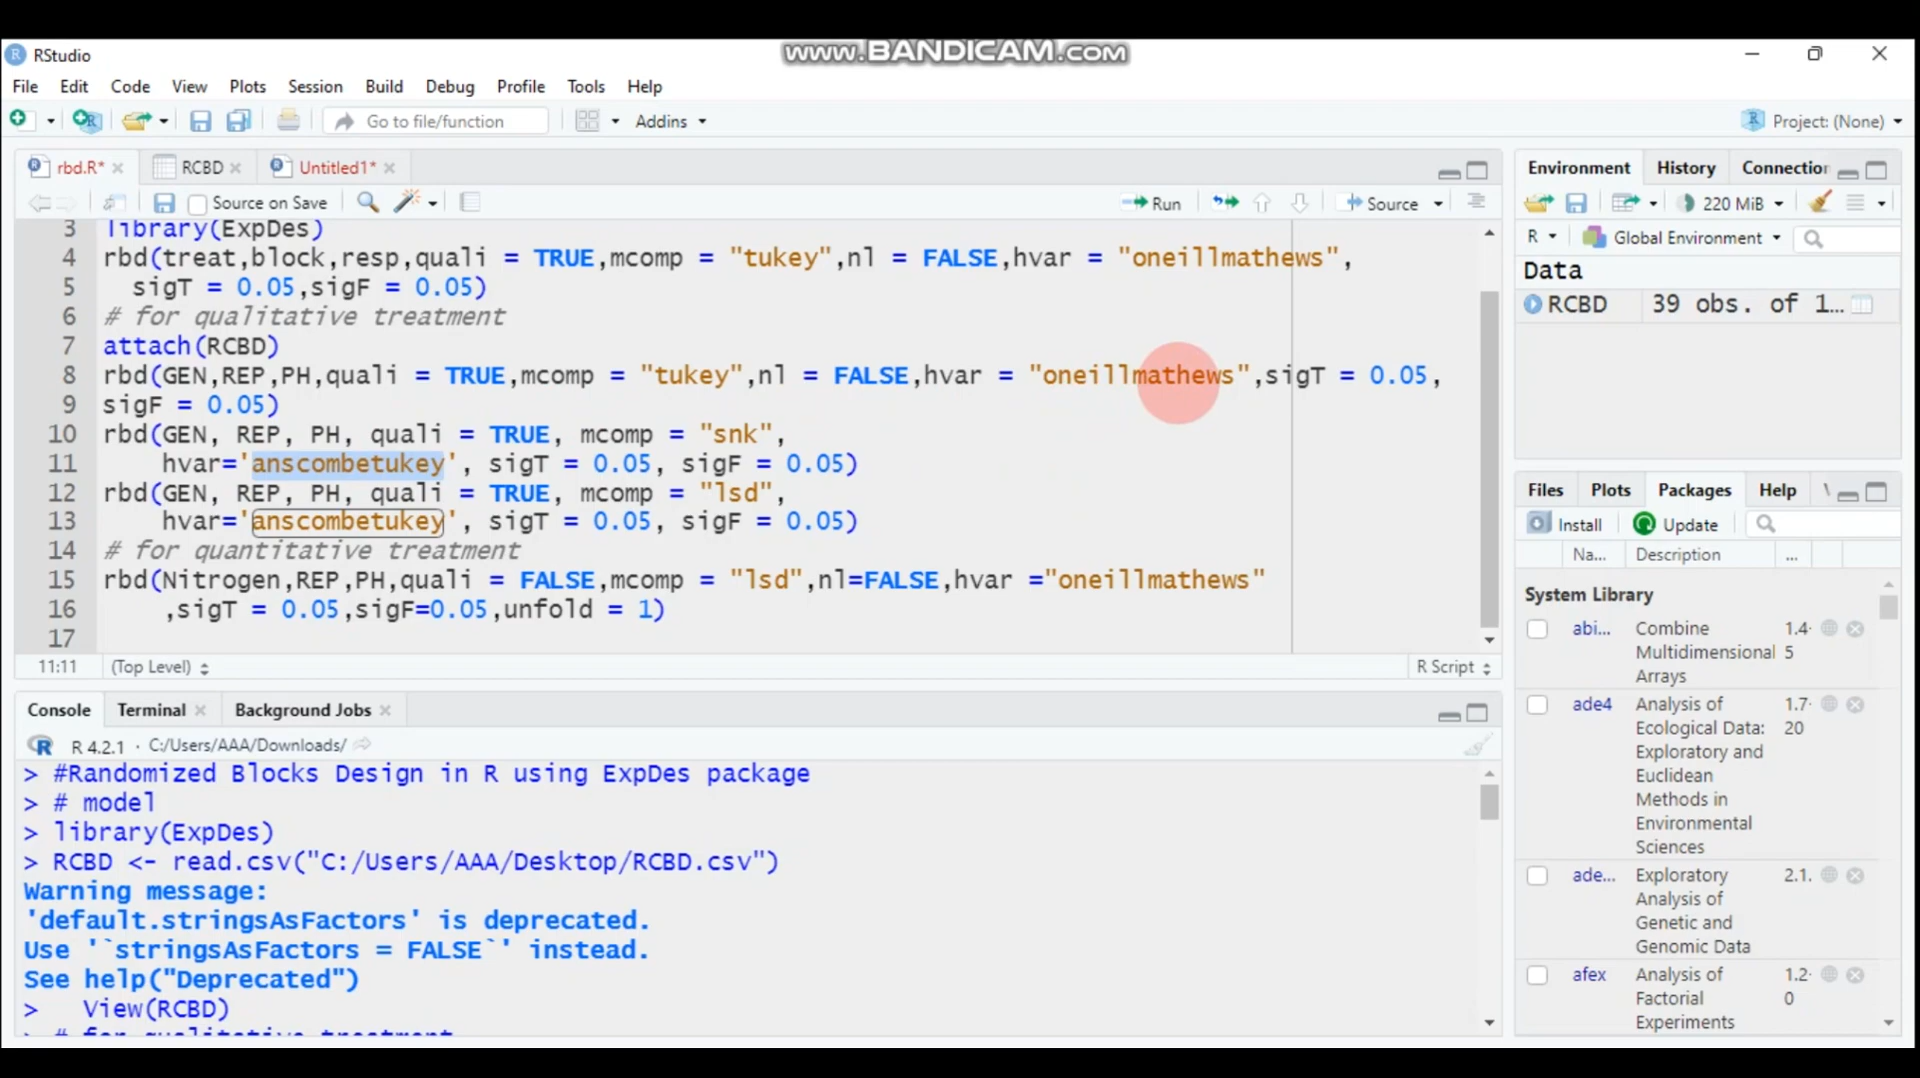 www.BANDICAM.com
RStudio
File Edit Code View Plots Session Build Debug Profile Tools Help
Go to file/function Addins Project: (None)
rbd.R* RCBD Untitled1*
Source on Save Run Source
3 library(ExpDes)
4 rbd(treat,block,resp,quali = TRUE,mcomp = "tukey",nl = FALSE,hvar = "oneillmathews",
5 sigT = 0.05,sigF = 0.05)
6 # for qualitative treatment
7 attach(RCBD)
8 rbd(GEN,REP,PH,quali = TRUE,mcomp = "tukey",nl = FALSE,hvar = "oneillmathews",sigT = 0.05,
9 sigF = 0.05)
10 rbd(GEN, REP, PH, quali = TRUE, mcomp = "snk",
11 hvar='anscombetukey', sigT = 0.05, sigF = 0.05)
12 rbd(GEN, REP, PH, quali = TRUE, mcomp = "lsd",
13 hvar='anscombetukey', sigT = 0.05, sigF = 0.05)
14 # for quantitative treatment
15 rbd(Nitrogen,REP,PH,quali = FALSE,mcomp = "lsd",nl=FALSE,hvar ="oneillmathews"
16 ,sigT = 0.05,sigF=0.05,unfold = 1)
17
11:11 (Top Level) R Script
Console Terminal Background Jobs
R 4.2.1 · C:/Users/AAA/Downloads/
> #Randomized Blocks Design in R using ExpDes package
> # model
> library(ExpDes)
> RCBD <- read.csv("C:/Users/AAA/Desktop/RCBD.csv")
Warning message:
'default.stringsAsFactors' is deprecated.
Use '`stringsAsFactors = FALSE`' instead.
See help("Deprecated")
> View(RCBD)
> # for qualitative treatment
Environment History Connection
220 MiB
R Global Environment
Data
RCBD 39 obs. of 1...
Files Plots Packages Help
Install Update
Na... Description ...
System Library
abi... Combine 1.4-
Multidimensional 5
Arrays
ade4 Analysis of 1.7-
Ecological Data: 20
Exploratory and
Euclidean
Methods in
Environmental
Sciences
ade... Exploratory 2.1.
Analysis of
Genetic and
Genomic Data
afex Analysis of 1.2-
Factorial 0
Experiments